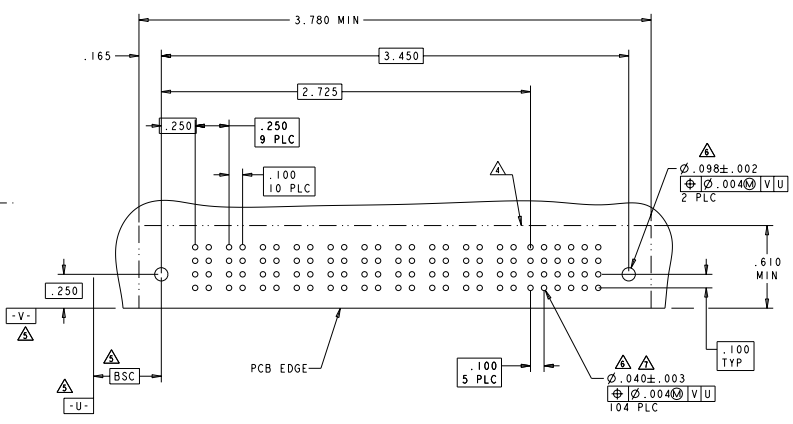 3.780 MIN
.165
3.450
2.725
.250
.250
9 PLC
.100
10 PLC
4
6
Ø.098±.002
⌖ Ø.004Ⓜ V U
2 PLC
.610
MIN
.250
-V-
5
5
BSC
5
-U-
PCB EDGE
.100
5 PLC
.100
TYP
6 7
Ø.040±.003
⌖ Ø.004Ⓜ V U
104 PLC